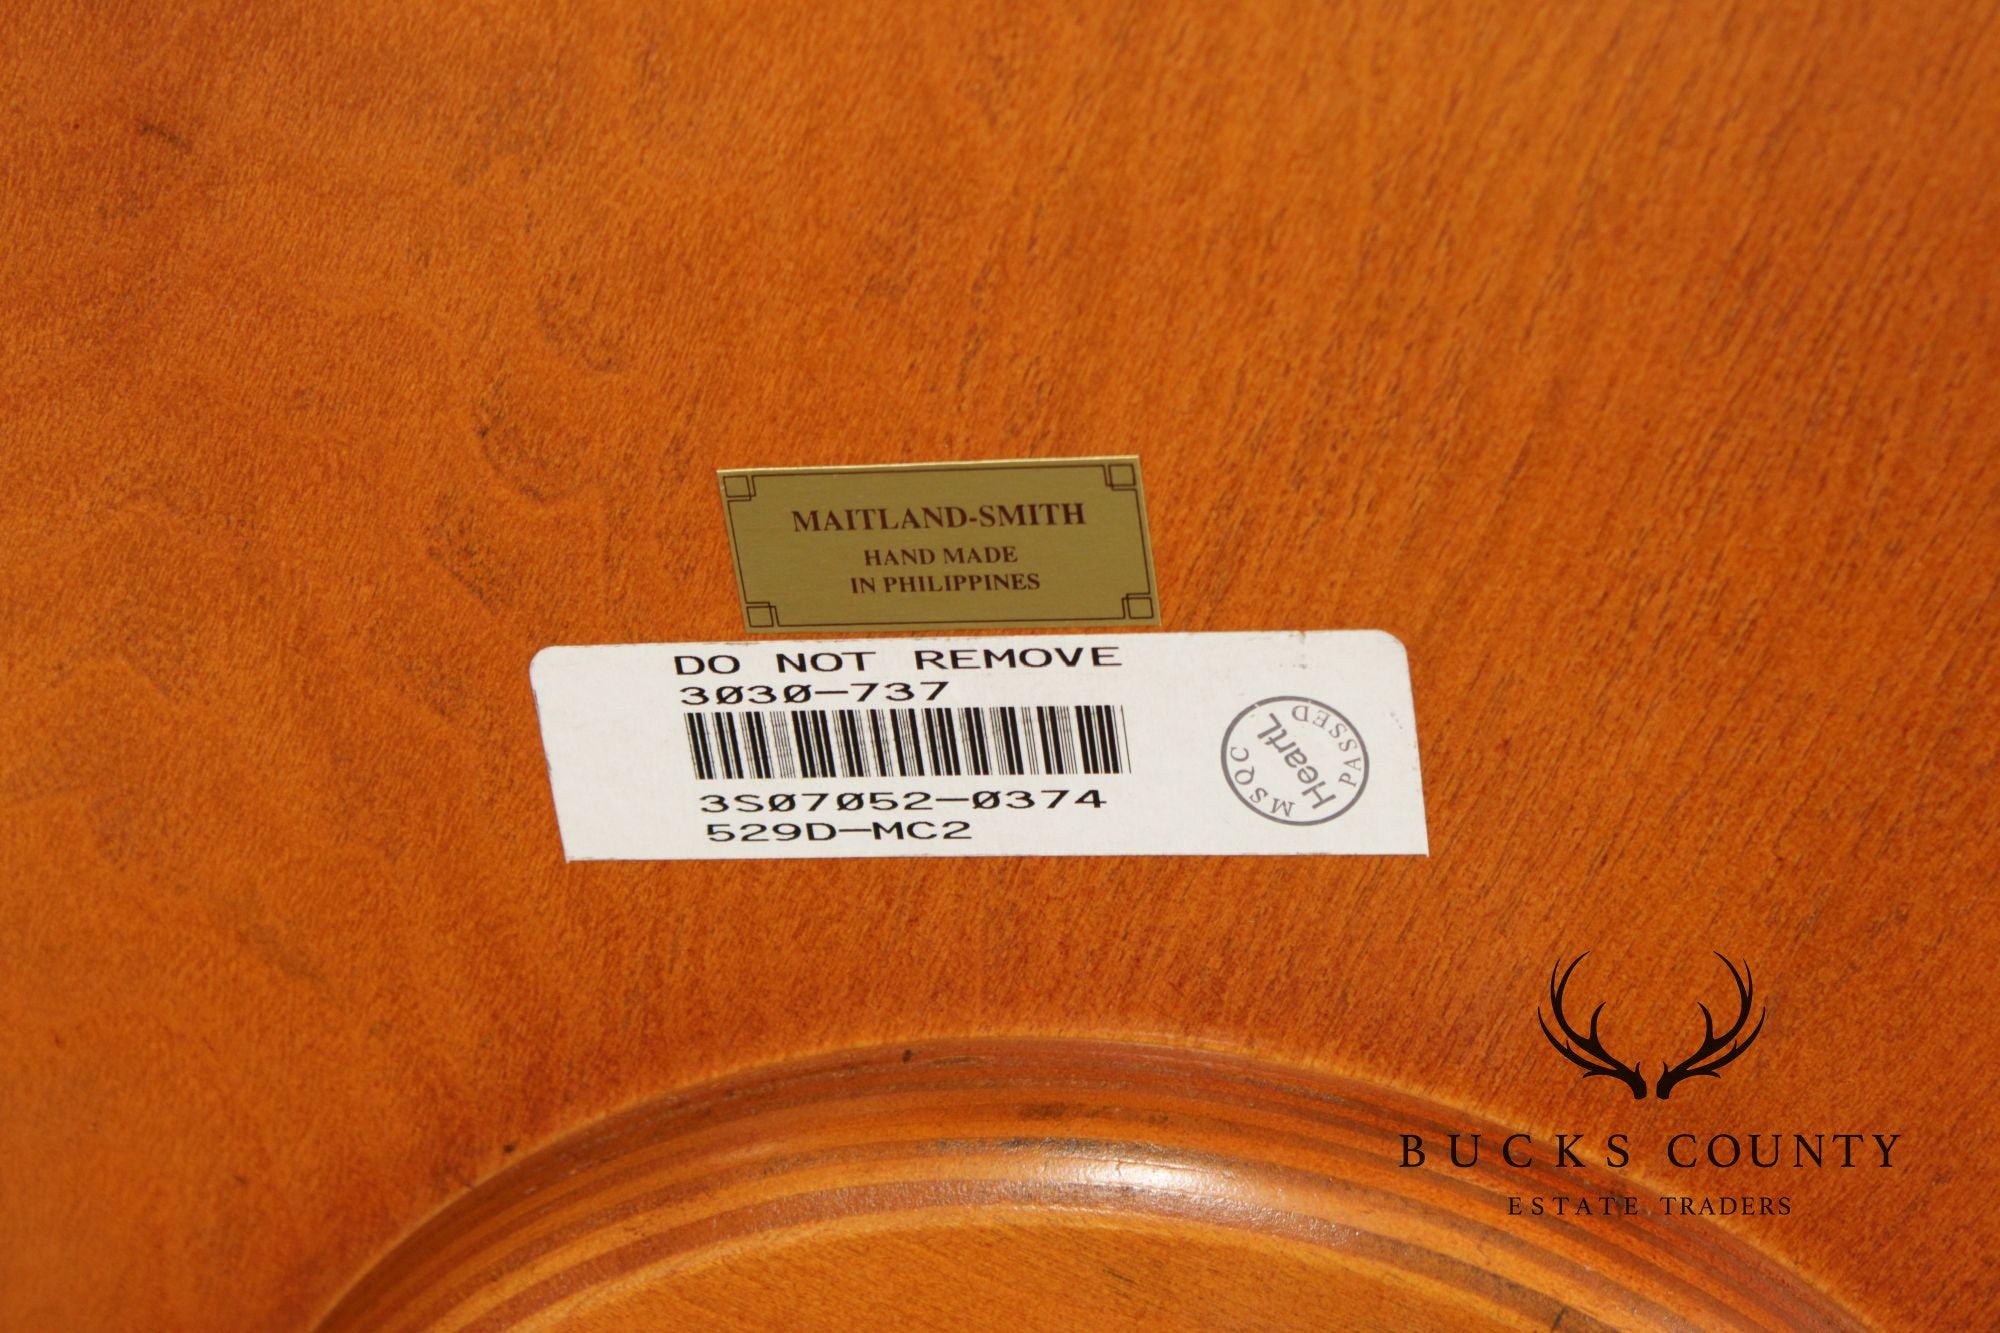 MAITLAND-SMITH
HAND MADE
IN PHILIPPINES
DO NOT REMOVE
3030-737
3S07052-0374
529D-MC2
MSQC
HeartL
PASSED
BUCKS COUNTY
ESTATE TRADERS